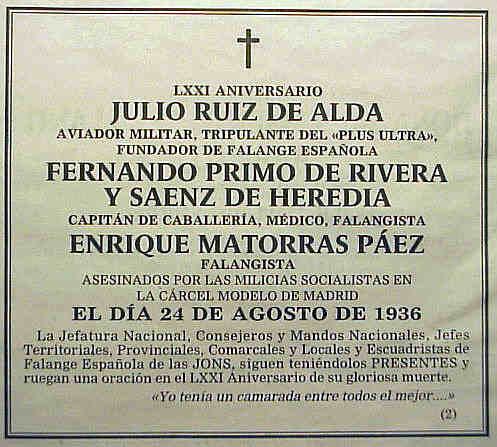 LXXI ANIVERSARIO
JULIO RUIZ DE ALDA
AVIADOR MILITAR, TRIPULANTE DEL «PLUS ULTRA»,
FUNDADOR DE FALANGE ESPAÑOLA
FERNANDO PRIMO DE RIVERA
Y SAENZ DE HEREDIA
CAPITÁN DE CABALLERÍA, MÉDICO, FALANGISTA
ENRIQUE MATORRAS PÁEZ
FALANGISTA
ASESINADOS POR LAS MILICIAS SOCIALISTAS EN
LA CÁRCEL MODELO DE MADRID
EL DÍA 24 DE AGOSTO DE 1936
La Jefatura Nacional, Consejeros y Mandos Nacionales, Jefes
Territoriales, Provinciales, Comarcales y Locales y Escuadristas de
Falange Española de las JONS, siguen teniéndolos PRESENTES y
ruegan una oración en el LXXI Aniversario de su gloriosa muerte.
«Yo tenía un camarada entre todos el mejor....»
(2)